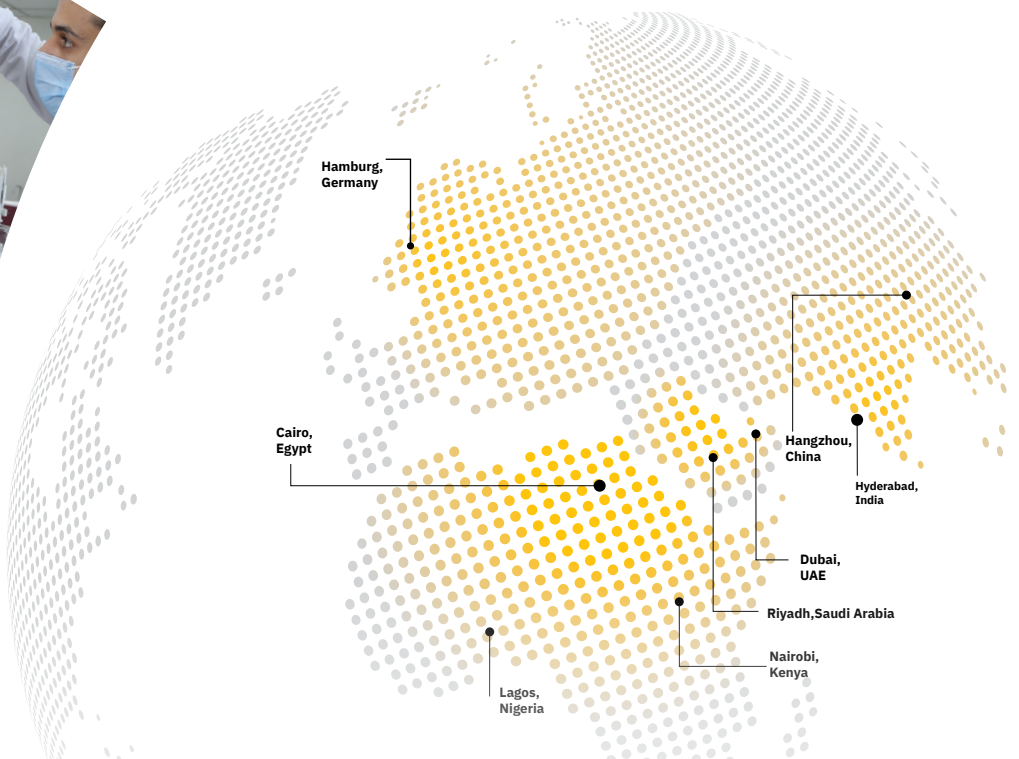 Hamburg,
Germany
Cairo,
Egypt
Hangzhou,
China
Hyderabad,
India
Dubai,
UAE
Riyadh,Saudi Arabia
Nairobi,
Kenya
Lagos,
Nigeria